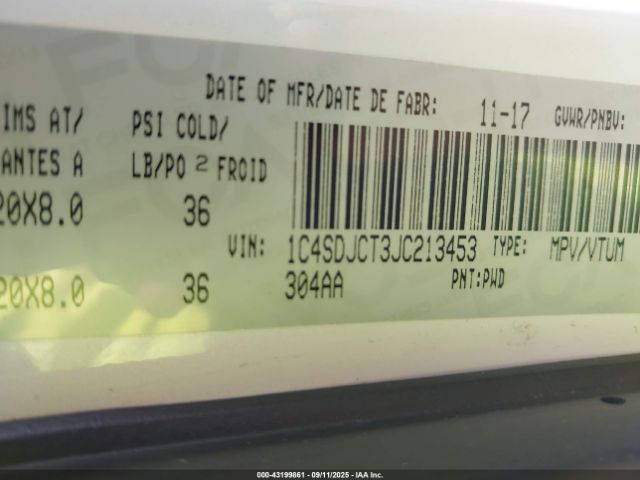 DATE OF MFR/DATE DE FABR: 11-17 GVWR/PNBV:
IMS AT/ PSI COLD/
ANTES A LB/PO 2 FROID
20X8.0 36
VIN: 1C4SDJCT3JC213453 TYPE: MPV/VTUM
20X8.0 36 304AA PNT:PWD
000-43199861 - 09/11/2025 - IAA Inc.